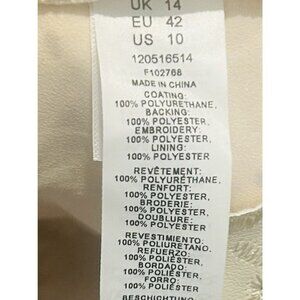 UK 14
EU 42
US 10
120516514
F102768
MADE IN CHINA
COATING:
100% POLYURETHANE,
BACKING:
100% POLYESTER,
EMBROIDERY:
100% POLYESTER,
LINING:
100% POLYESTER
REVÊTEMENT:
100% POLYURÉTHANE,
RENFORT:
100% POLYESTER,
BRODERIE:
100% POLYESTER,
DOUBLURE:
100% POLYESTER
REVESTIMIENTO:
100% POLIURETANO.
REFUERZO:
100% POLIÉSTER,
BORDADO:
100% POLIÉSTER,
FORRO:
100% POLIÉSTER
BESCHICHTUNG